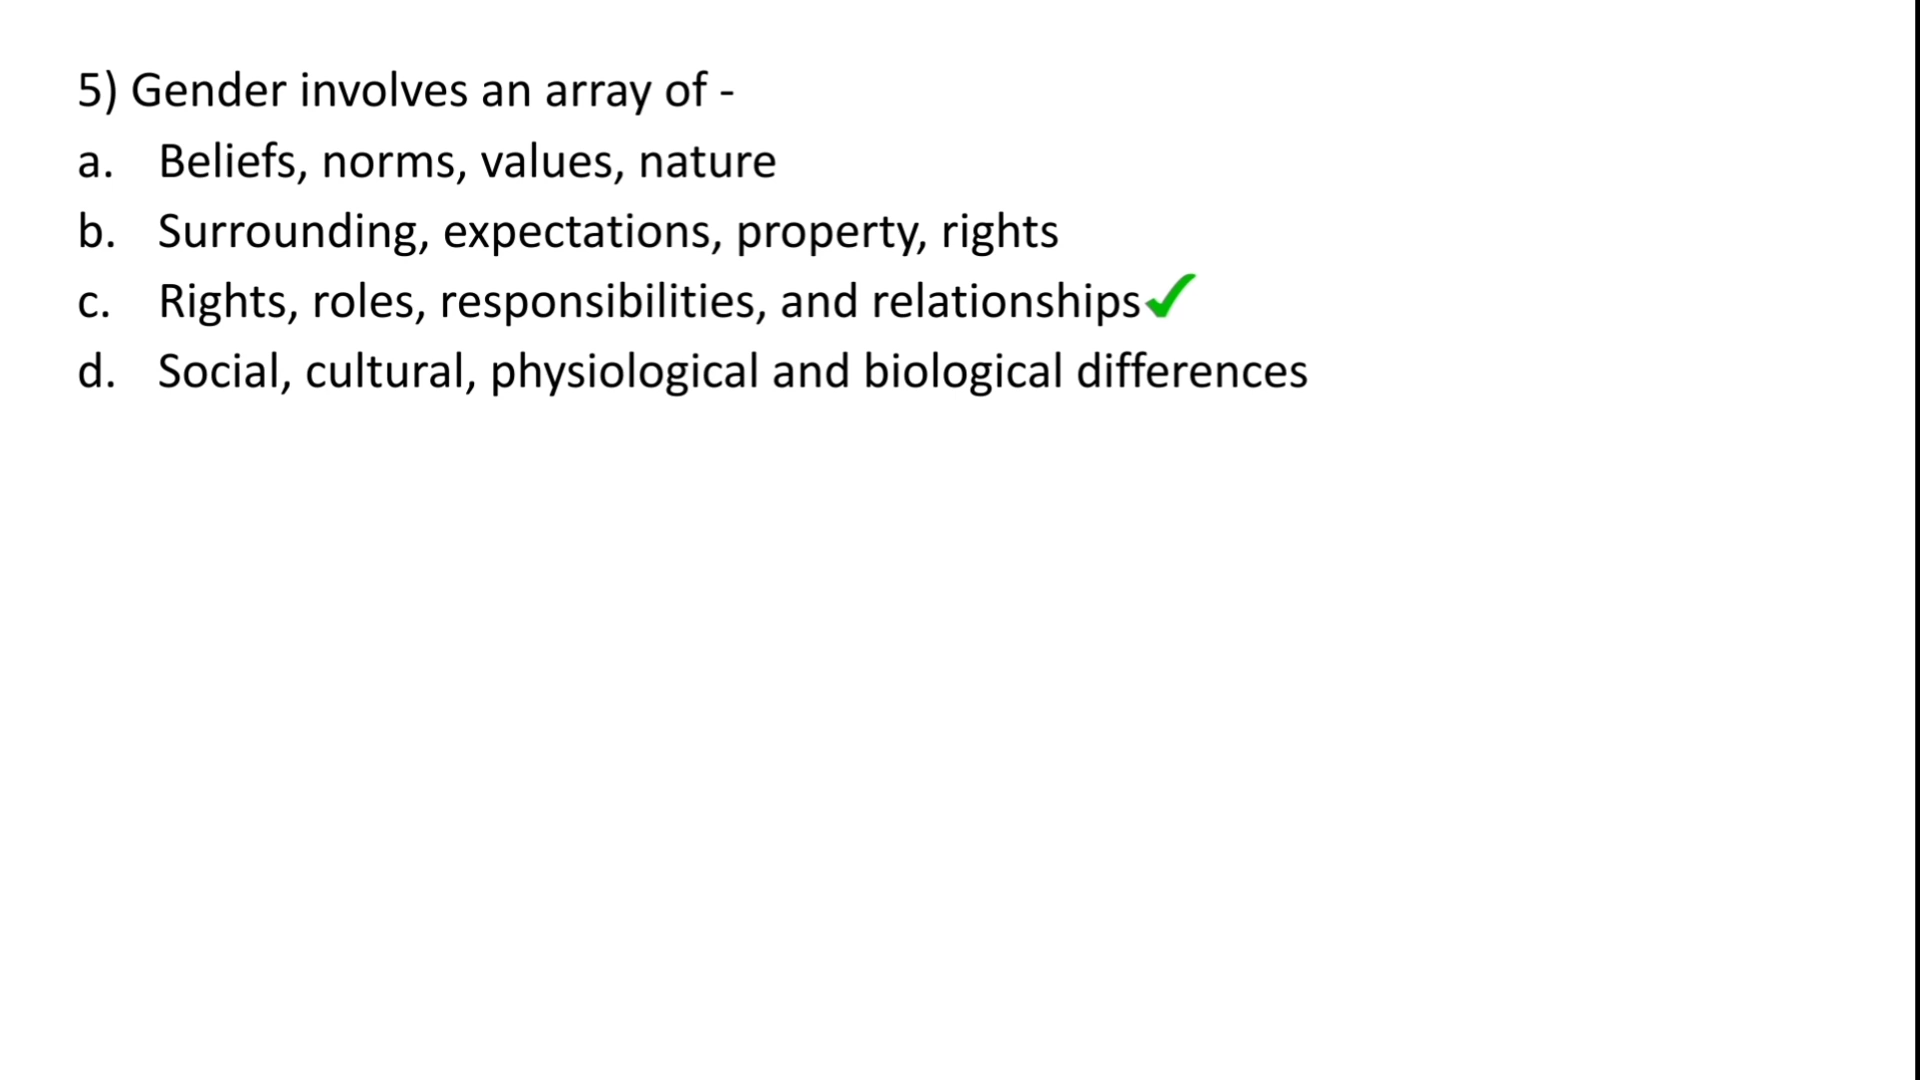 5) Gender involves an array of -
a. Beliefs, norms, values, nature
b. Surrounding, expectations, property, rights
c. Rights, roles, responsibilities, and relationships✔
d. Social, cultural, physiological and biological differences